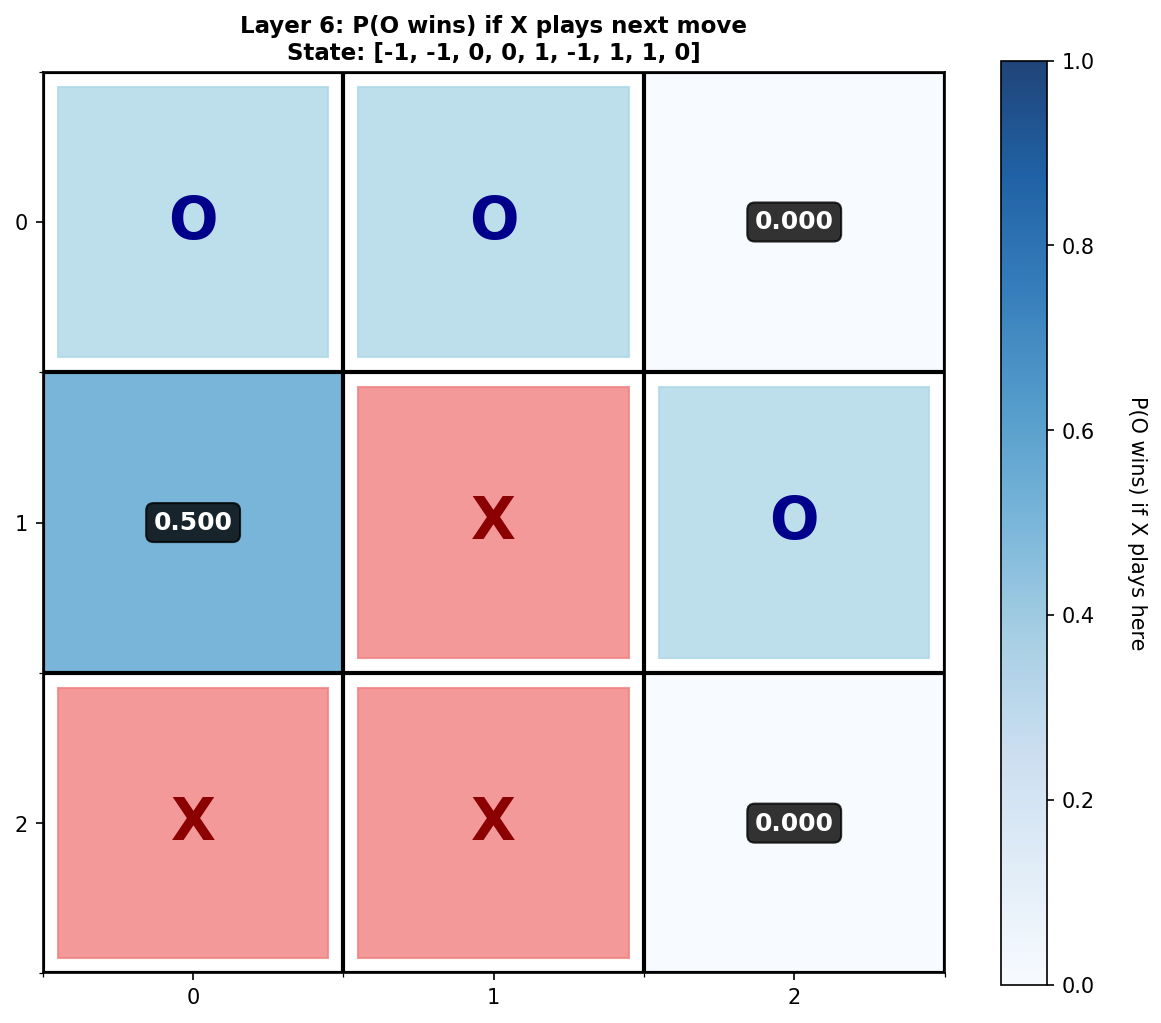 Layer 6: P(O wins) if X plays next move
State: [-1, -1, 0, 0, 1, -1, 1, 1, 0]
O
O
0.000
0.500
X
O
X
X
0.000
0
1
2
0
1
2
1.0
0.8
0.6
0.4
0.2
0.0
P(O wins) if X plays here